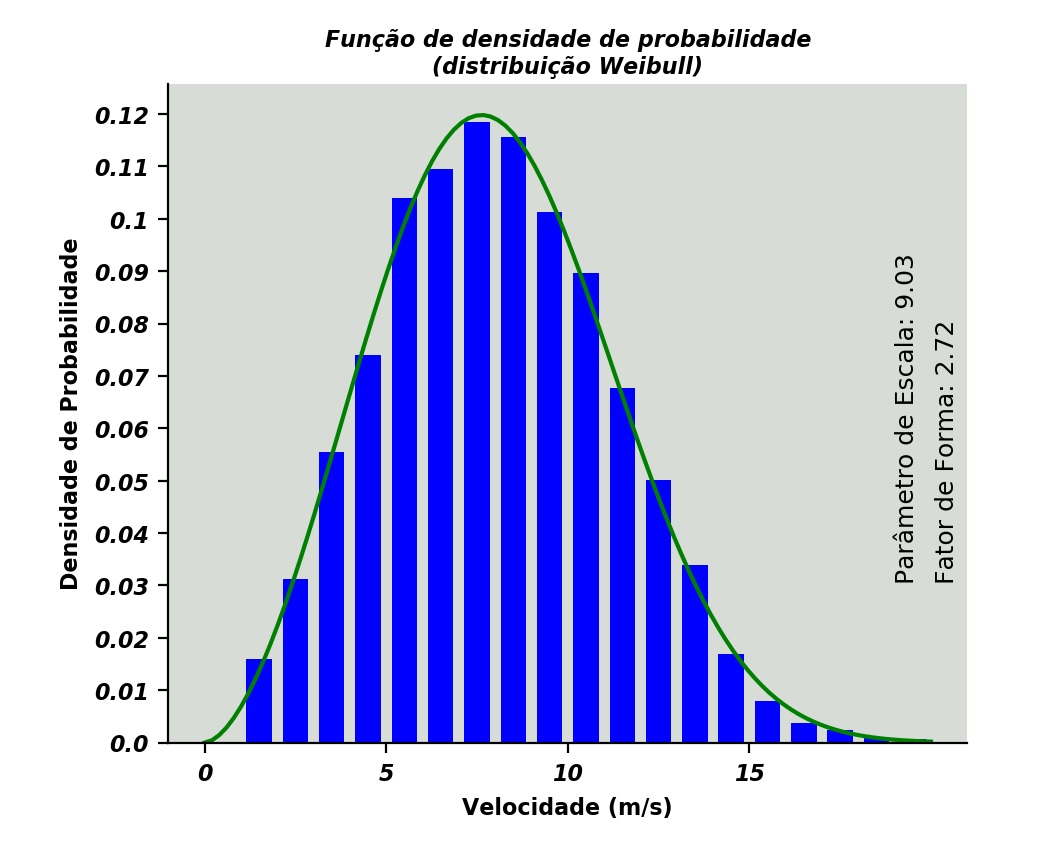 Função de densidade de probabilidade
(distribuição Weibull)
Densidade de Probabilidade
0.12
0.11
0.1
0.09
0.08
0.07
0.06
0.05
0.04
0.03
0.02
0.01
0.0
Parâmetro de Escala: 9.03
Fator de Forma: 2.72
0
5
10
15
Velocidade (m/s)